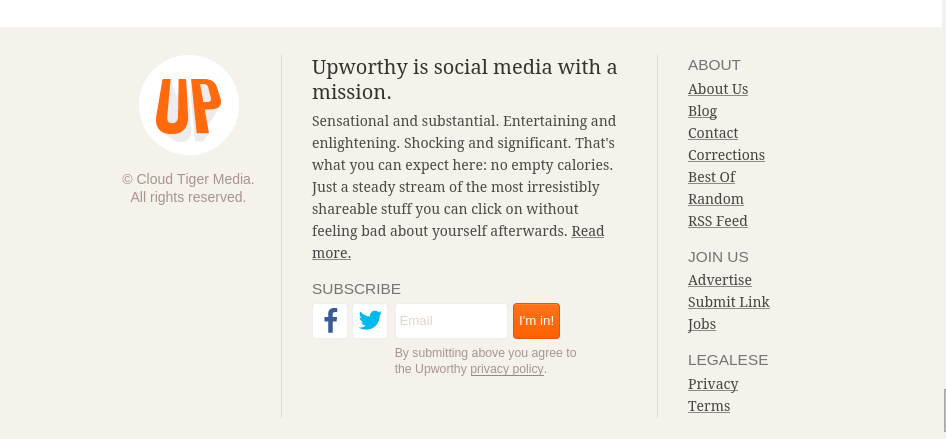 UP
© Cloud Tiger Media.
All rights reserved.
Upworthy is social media with a
mission.
Sensational and substantial. Entertaining and
enlightening. Shocking and significant. That's
what you can expect here: no empty calories.
Just a steady stream of the most irresistibly
shareable stuff you can click on without
feeling bad about yourself afterwards. Read
more.
SUBSCRIBE
Email
I'm in!
By submitting above you agree to
the Upworthy privacy policy.
ABOUT
About Us
Blog
Contact
Corrections
Best Of
Random
RSS Feed
JOIN US
Advertise
Submit Link
Jobs
LEGALESE
Privacy
Terms